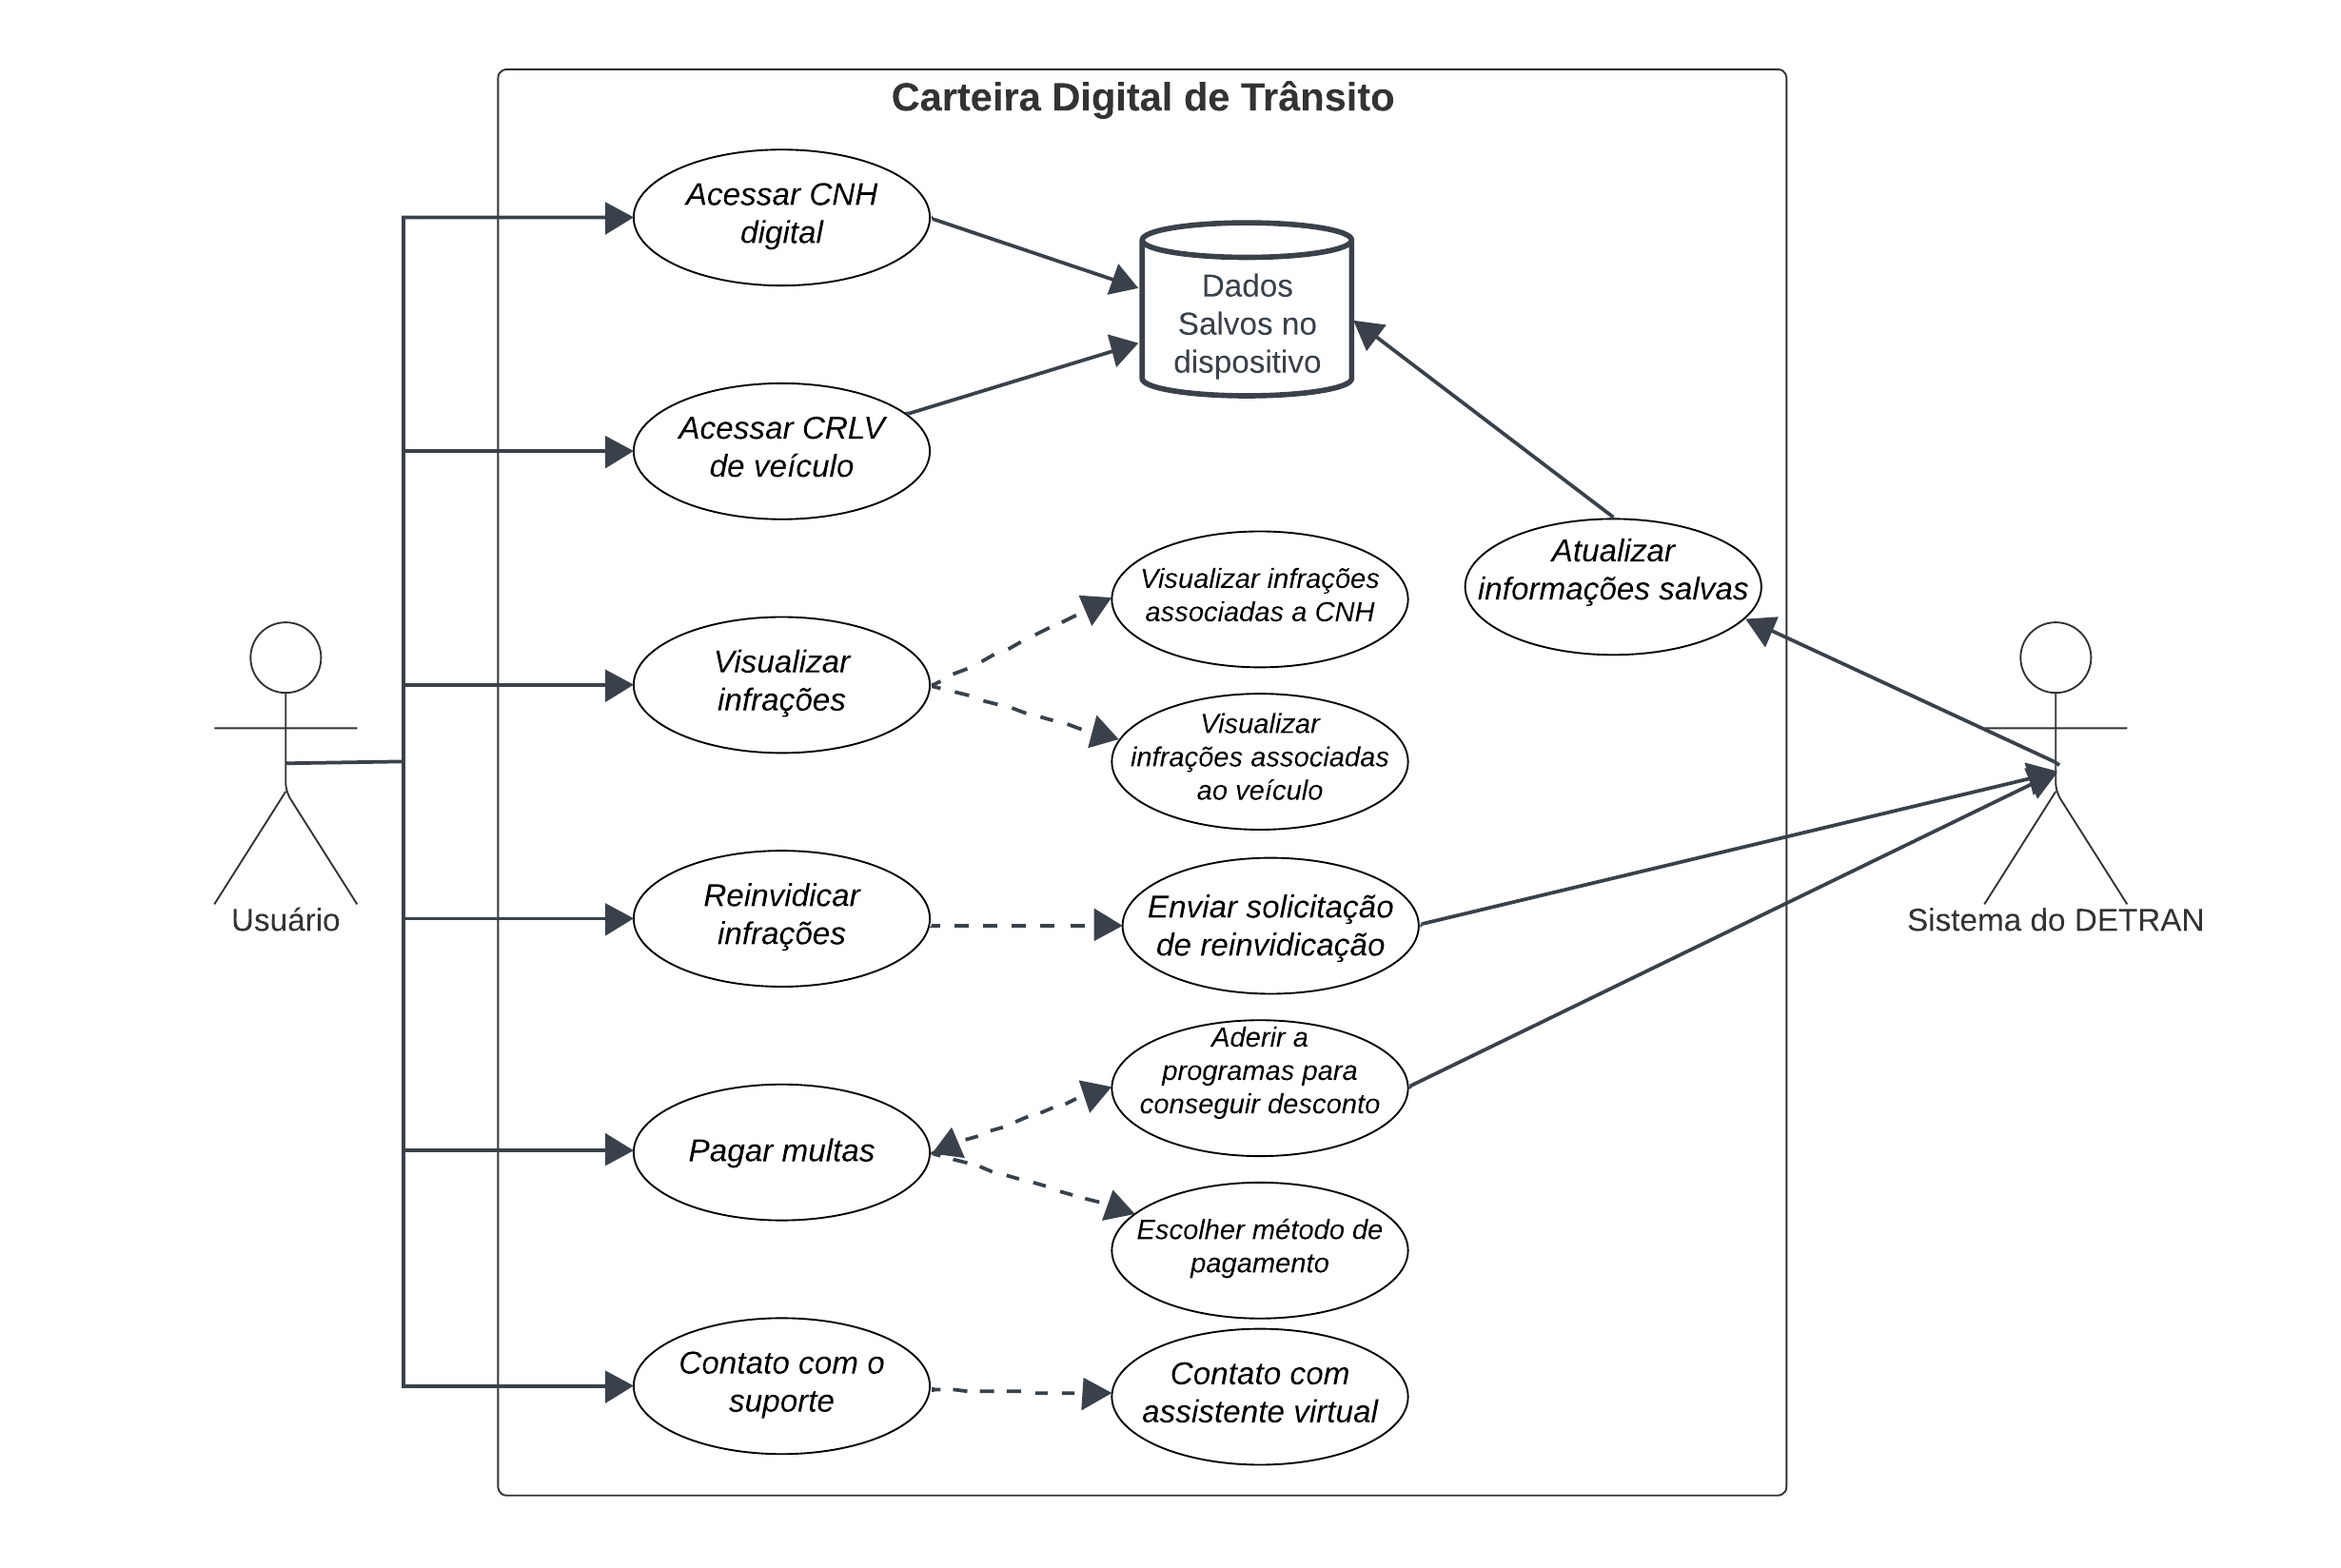 Carteira Digital de Trânsito
Acessar CNH
digital
Dados
Salvos no
dispositivo
Acessar CRLV
de veículo
Visualizar infrações
associadas a CNH
Atualizar
informações salvas
Visualizar
infrações
Visualizar
infrações associadas
ao veículo
Reinvidicar
infrações
Enviar solicitação
de reinvidicação
Usuário
Sistema do DETRAN
Aderir a
programas para
conseguir desconto
Pagar multas
Escolher método de
pagamento
Contato com o
suporte
Contato com
assistente virtual